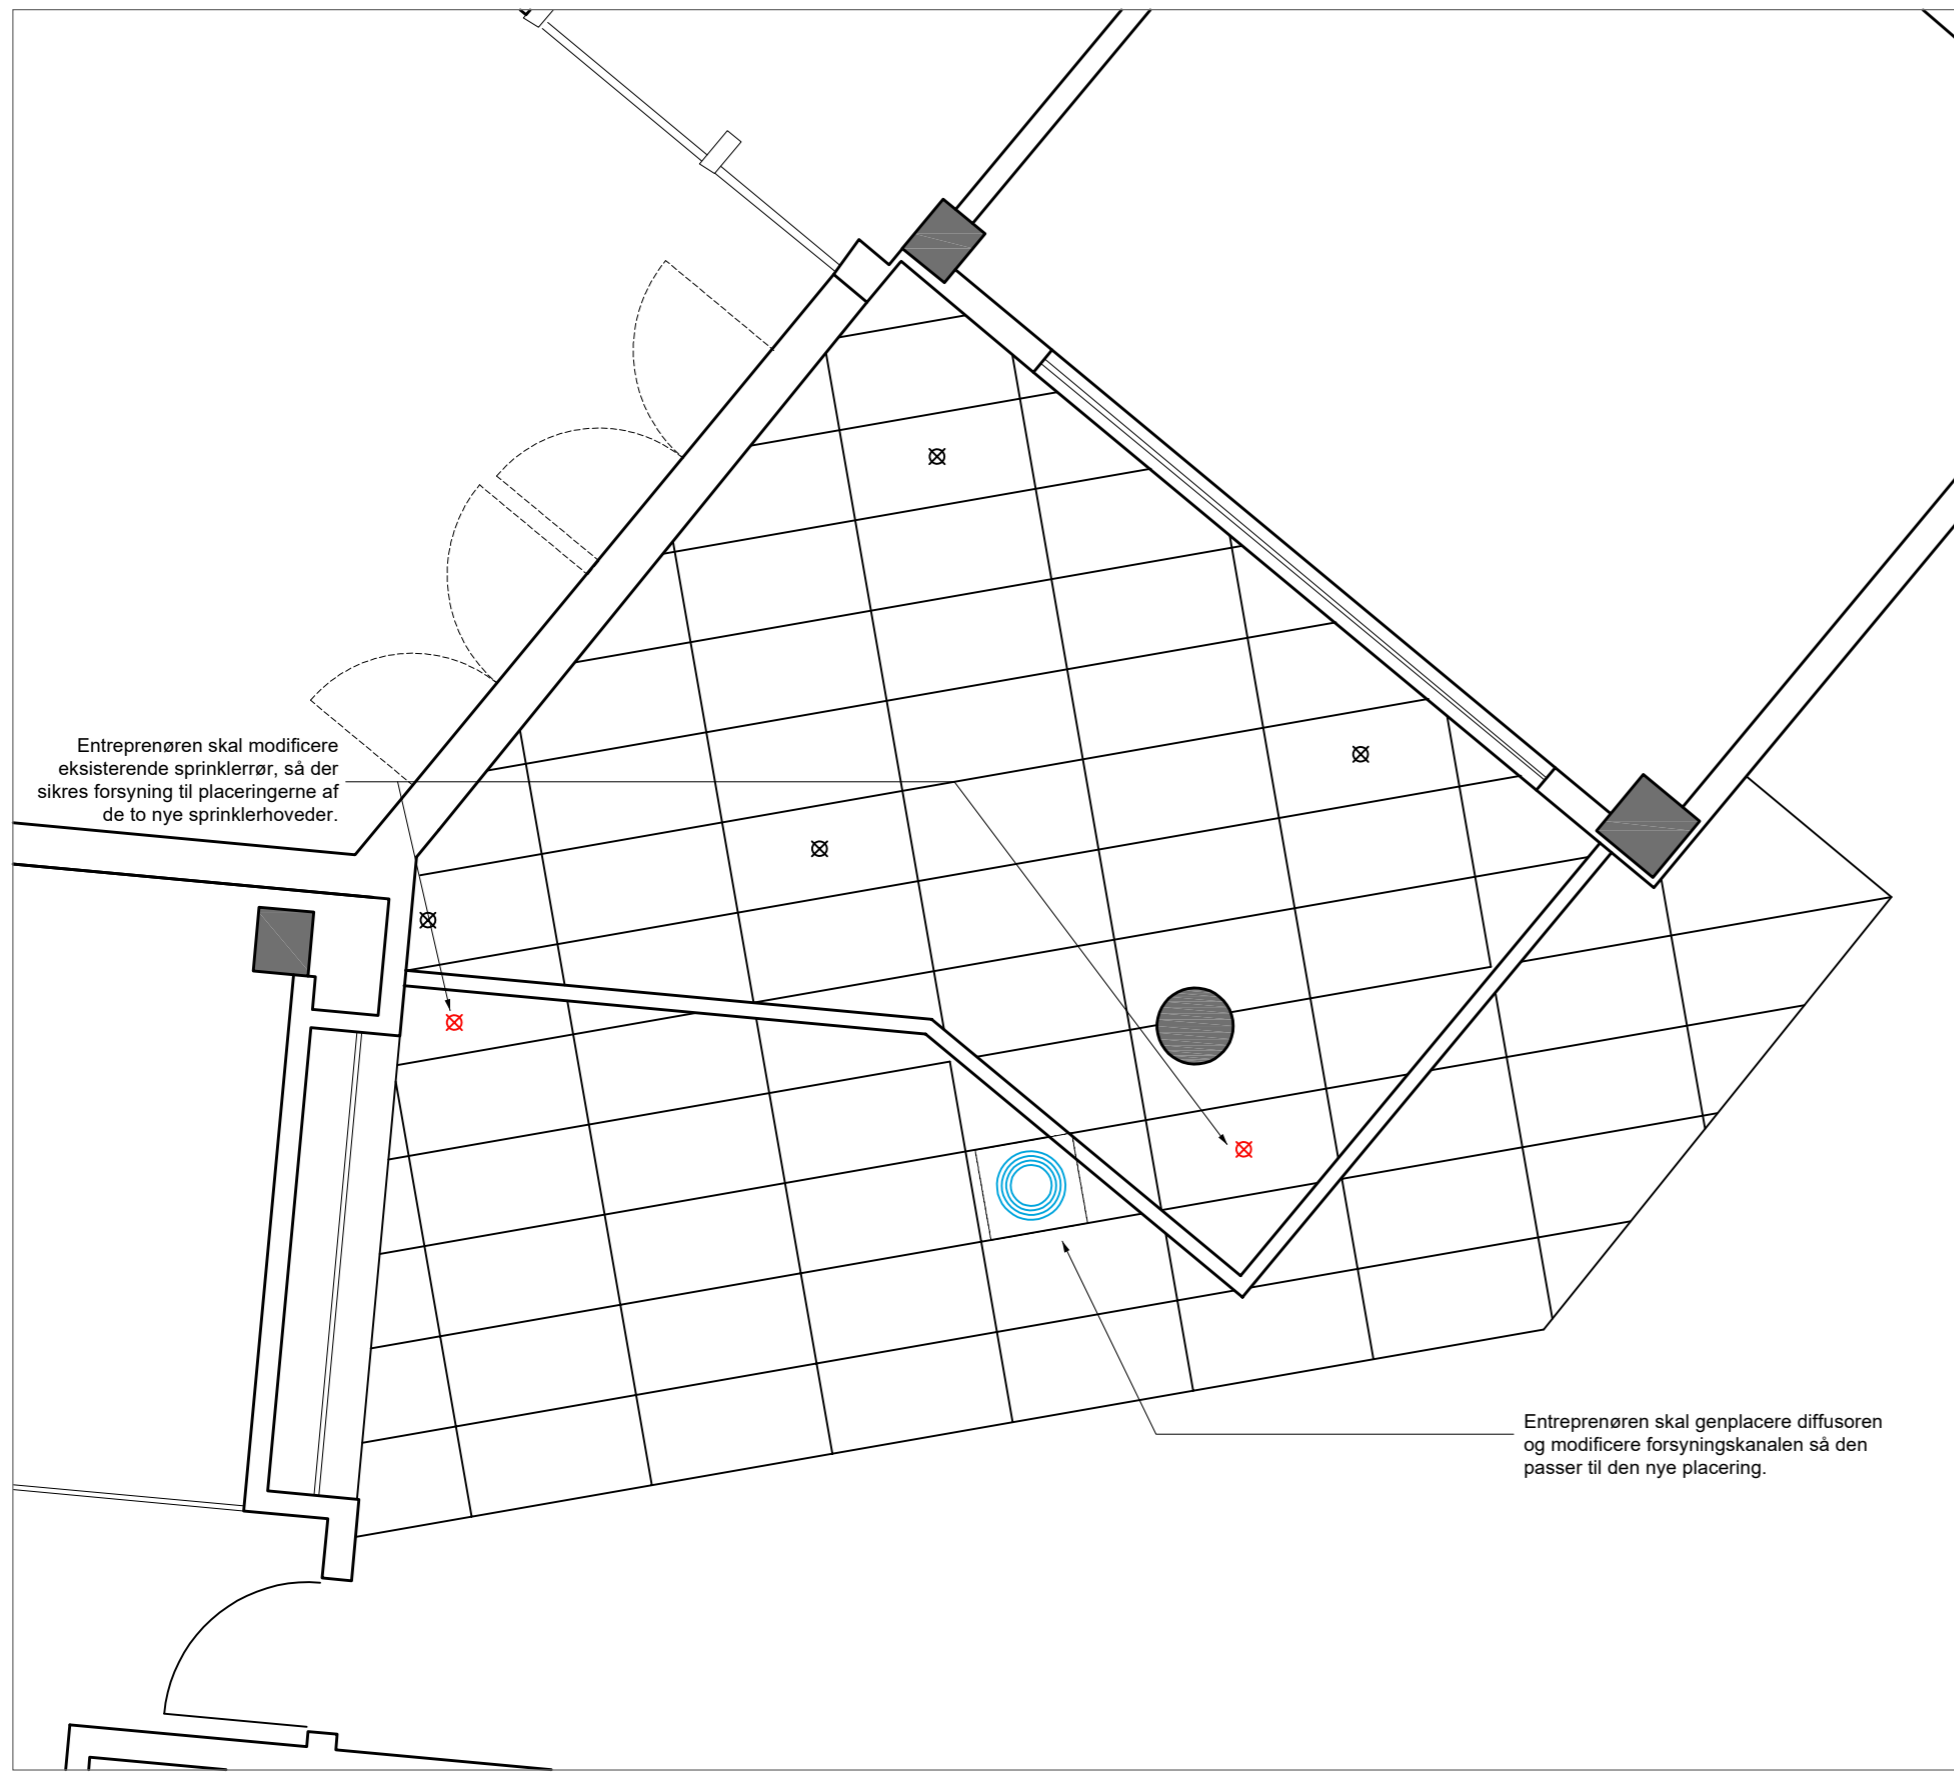 Entreprenøren skal modificere
eksisterende sprinklerrør, så der
sikres forsyning til placeringerne af
de to nye sprinklerhoveder.
Entreprenøren skal genplacere diffusoren
og modificere forsyningskanalen så den
passer til den nye placering.